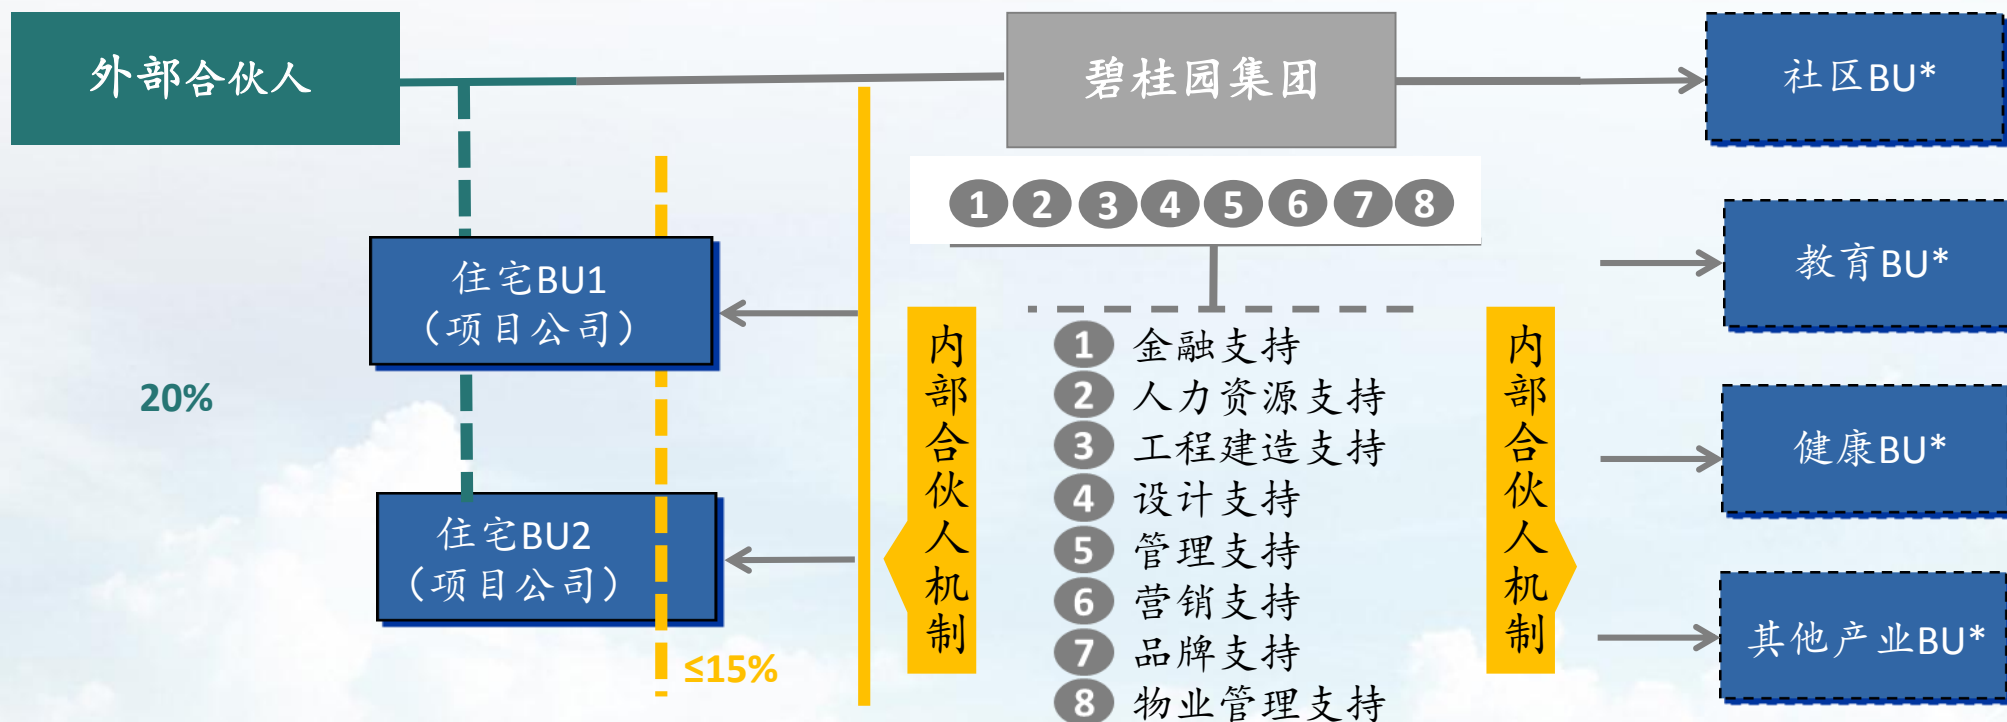 外部合伙人
碧桂园集团
社区BU*
1 2 3 4 5 6 7 8
住宅BU1
（项目公司）
教育BU*
20%
内部合伙人机制
1 金融支持
2 人力资源支持
3 工程建造支持
4 设计支持
5 管理支持
6 营销支持
7 品牌支持
8 物业管理支持
内部合伙人机制
健康BU*
住宅BU2
（项目公司）
≤15%
其他产业BU*